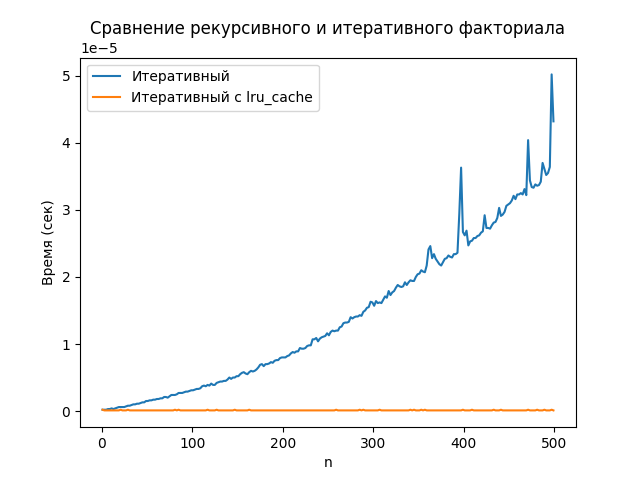 Сравнение рекурсивного и итеративного факториала
1e−5
Итеративный
Итеративный с lru_cache
5
4
3
2
1
0
Время (сек)
0 100 200 300 400 500
n